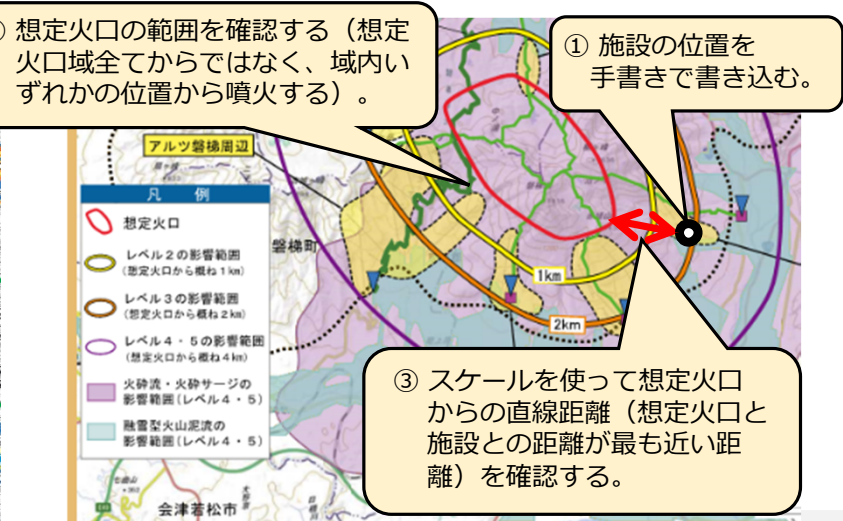 想定火口の範囲を確認する（想定
火口域全てからではなく、域内い
ずれかの位置から噴火する）。
① 施設の位置を
手書きで書き込む。
アルツ磐梯周辺
凡 例
想定火口
レベル２の影響範囲
（想定火口から概ね１km）
レベル３の影響範囲
（想定火口から概ね２km）
レベル４・５の影響範囲
（想定火口から概ね４km）
火砕流・火砕サージの
影響範囲（レベル４・５）
融雪型火山泥流の
影響範囲（レベル４・５）
磐梯町
1km
2km
③ スケールを使って想定火口
からの直線距離（想定火口と
施設との距離が最も近い距
離）を確認する。
会津若松市